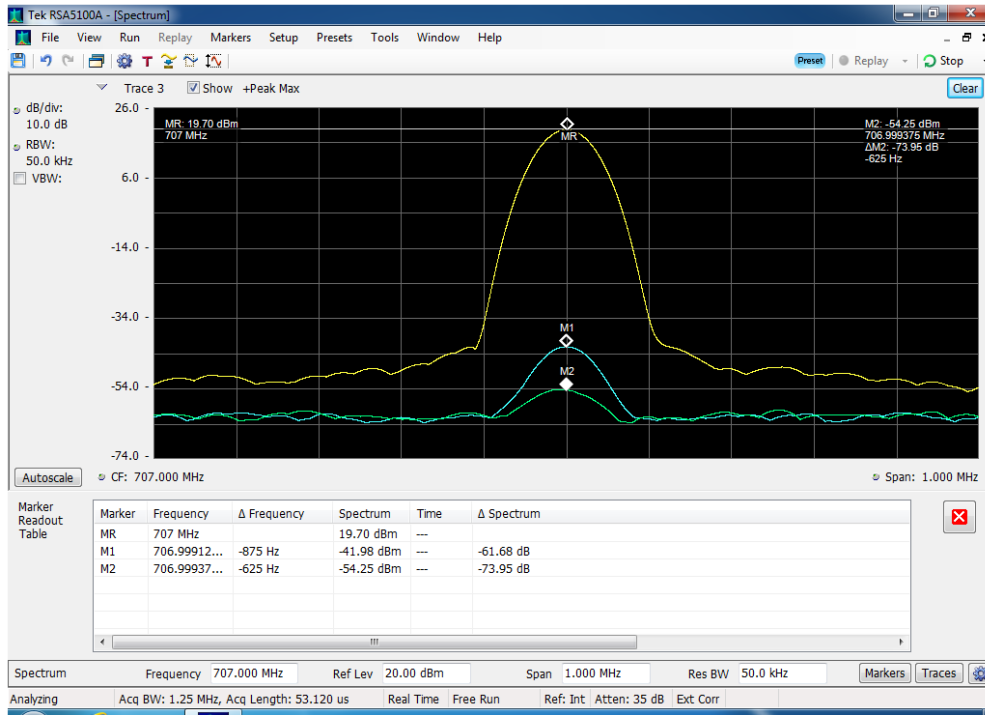 Tek RSA5100A - [Spectrum]
File View Run Replay Markers Setup Presets Tools Window Help
Preset Replay Stop
Trace 3 Show +Peak Max Clear
dB/div:
10.0 dB
RBW:
50.0 kHz
VBW:
26.0
6.0
-14.0
-34.0
-54.0
-74.0
MR: 19.70 dBm
707 MHz
MR
M2: -54.25 dBm
706.999375 MHz
ΔM2: -73.95 dB
-625 Hz
M1
M2
Autoscale CF: 707.000 MHz Span: 1.000 MHz
Marker
Readout
Table
Marker Frequency Δ Frequency Spectrum Time Δ Spectrum
MR 707 MHz 19.70 dBm ---
M1 706.99912... -875 Hz -41.98 dBm --- -61.68 dB
M2 706.99937... -625 Hz -54.25 dBm --- -73.95 dB
Spectrum Frequency 707.000 MHz Ref Lev 20.00 dBm Span 1.000 MHz Res BW 50.0 kHz Markers Traces
Analyzing Acq BW: 1.25 MHz, Acq Length: 53.120 us Real Time Free Run Ref: Int Atten: 35 dB Ext Corr